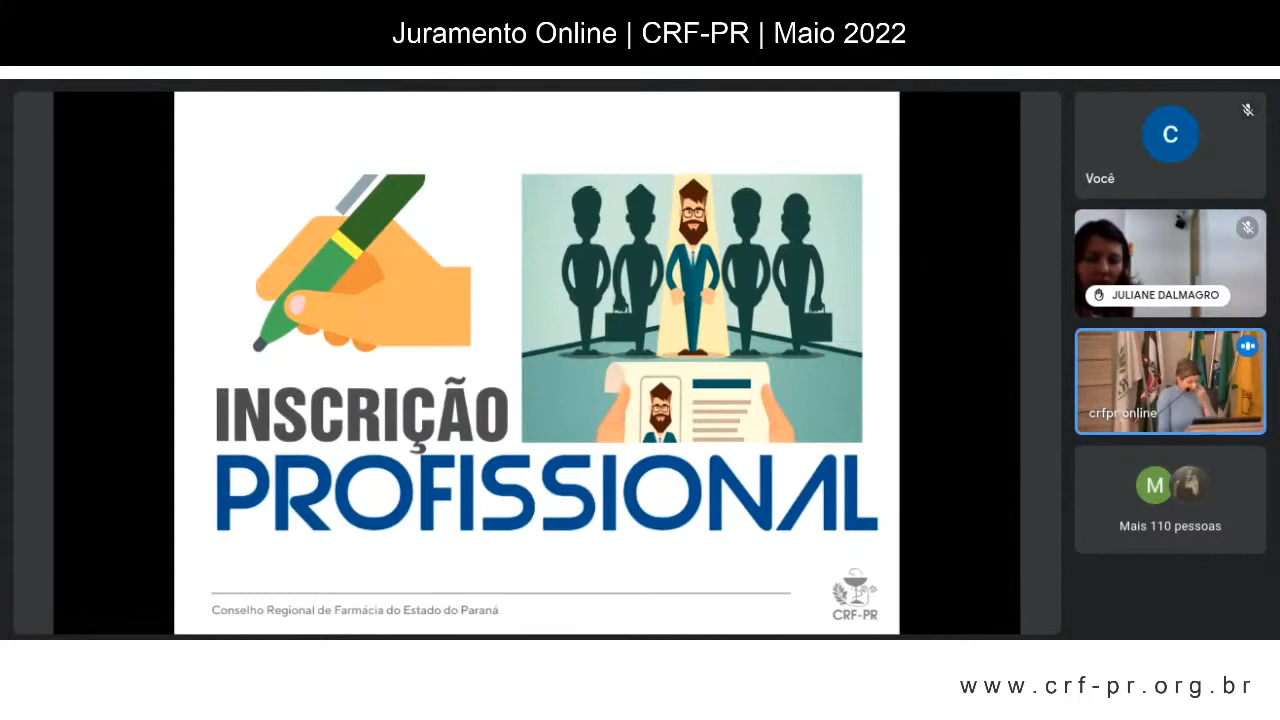 Juramento Online | CRF-PR | Maio 2022
C
Você
JULIANE DALMAGRO
crfpr online
M
Mais 110 pessoas
INSCRIÇÃO
PROFISSIONAL
Conselho Regional de Farmácia do Estado do Paraná
CRF-PR
www.crf-pr.org.br